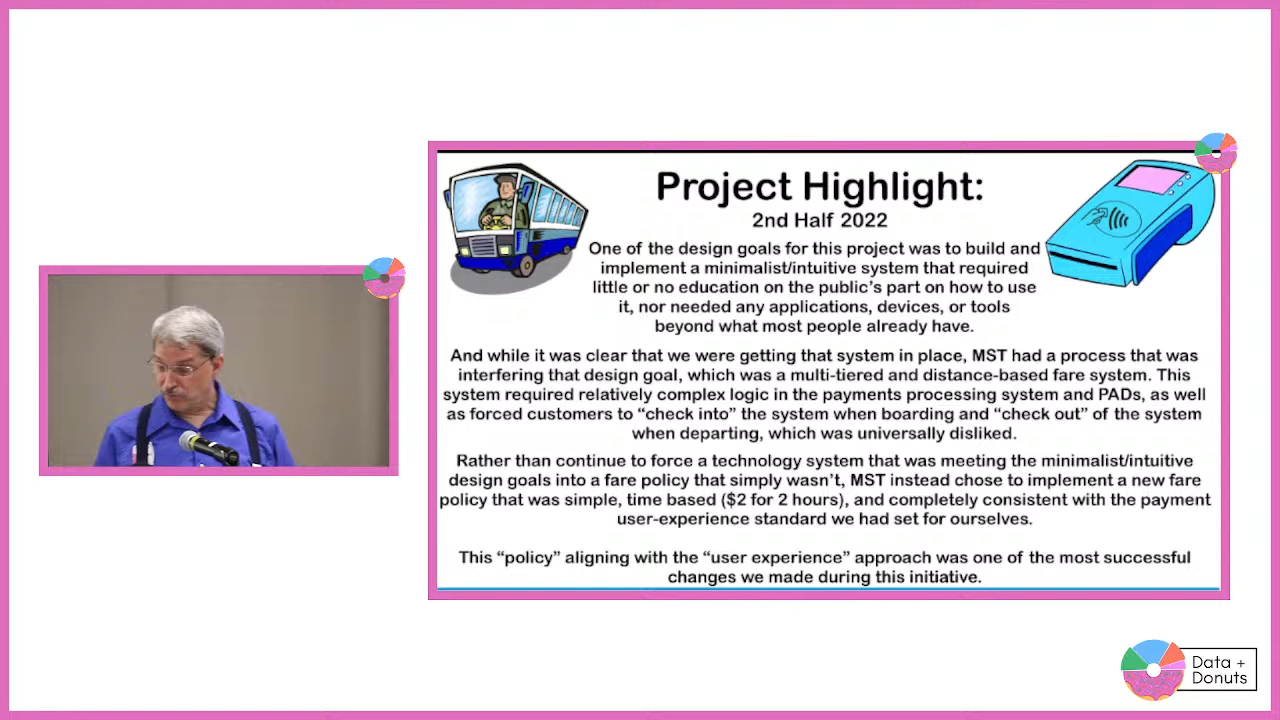 Project Highlight:
2nd Half 2022
One of the design goals for this project was to build and
implement a minimalist/intuitive system that required
little or no education on the public's part on how to use
it, nor needed any applications, devices, or tools
beyond what most people already have.
And while it was clear that we were getting that system in place, MST had a process that was
interfering that design goal, which was a multi-tiered and distance-based fare system. This
system required relatively complex logic in the payments processing system and PADs, as well
as forced customers to “check into” the system when boarding and “check out” of the system
when departing, which was universally disliked.
Rather than continue to force a technology system that was meeting the minimalist/intuitive
design goals into a fare policy that simply wasn't, MST instead chose to implement a new fare
policy that was simple, time based ($2 for 2 hours), and completely consistent with the payment
user-experience standard we had set for ourselves.
This “policy” aligning with the “user experience” approach was one of the most successful
changes we made during this initiative.
Data +
Donuts